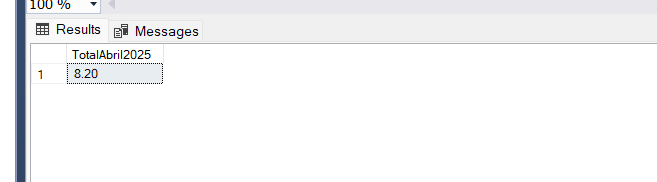 100 %
Results Messages
TotalAbril2025
1 8.20